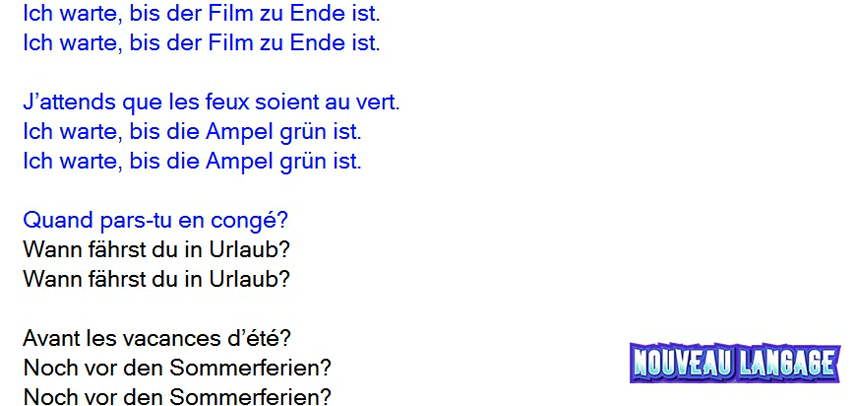 Ich warte, bis der Film zu Ende ist.
Ich warte, bis der Film zu Ende ist.
J'attends que les feux soient au vert.
Ich warte, bis die Ampel grün ist.
Ich warte, bis die Ampel grün ist.
Quand pars-tu en congé?
Wann fährst du in Urlaub?
Wann fährst du in Urlaub?
Avant les vacances d'été?
Noch vor den Sommerferien?
Noch vor den Sommerferien?
NOUVEAU LANGAGE